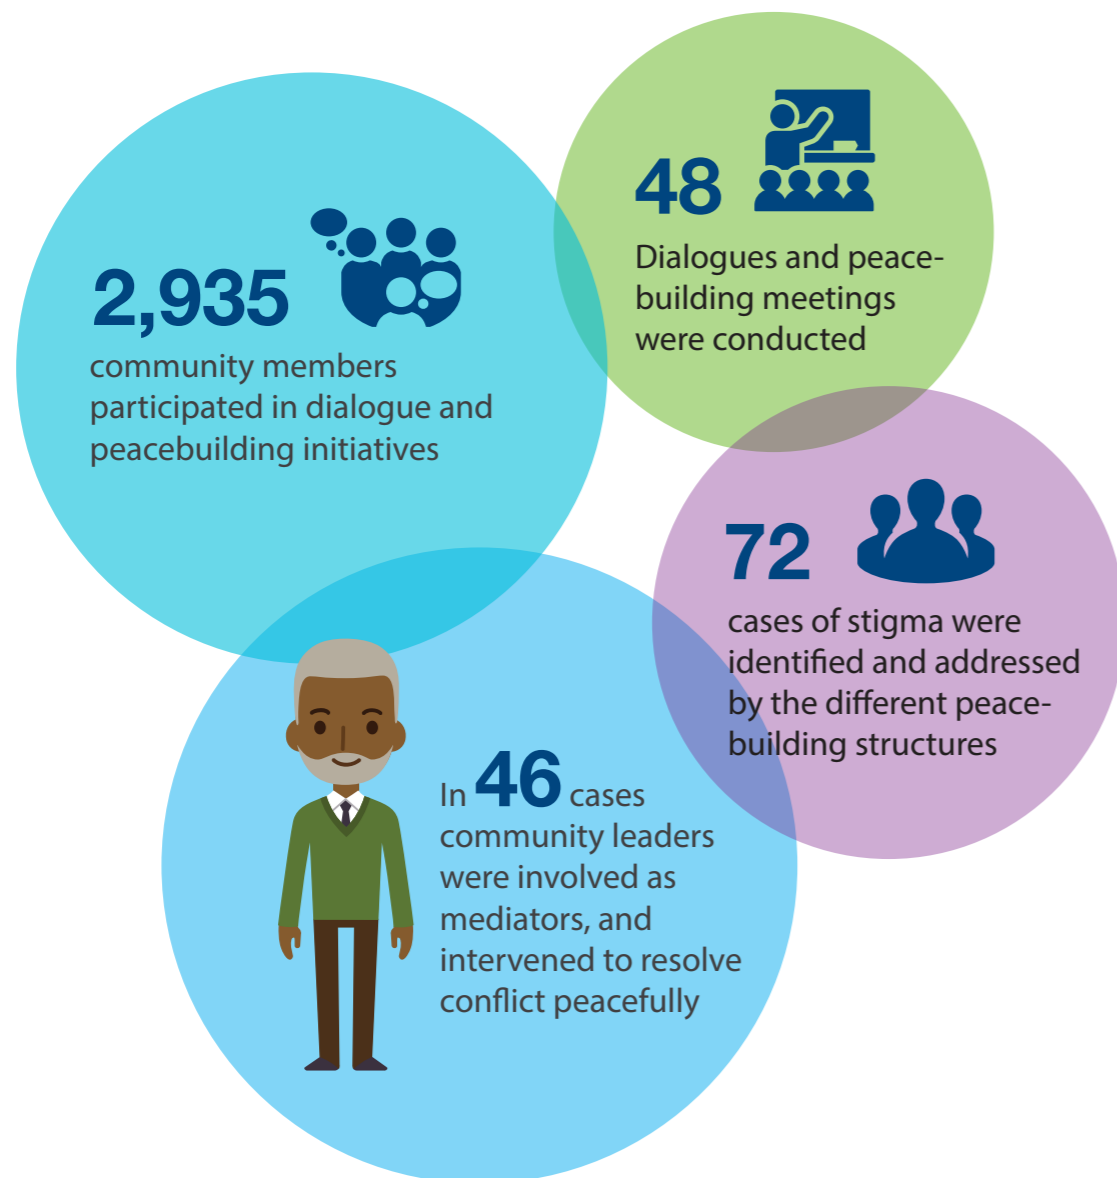 2,935
community members
participated in dialogue and
peacebuilding initiatives
48
Dialogues and peace-
building meetings
were conducted
72
cases of stigma were
identified and addressed
by the different peace-
building structures
In 46 cases
community leaders
were involved as
mediators, and
intervened to resolve
conflict peacefully